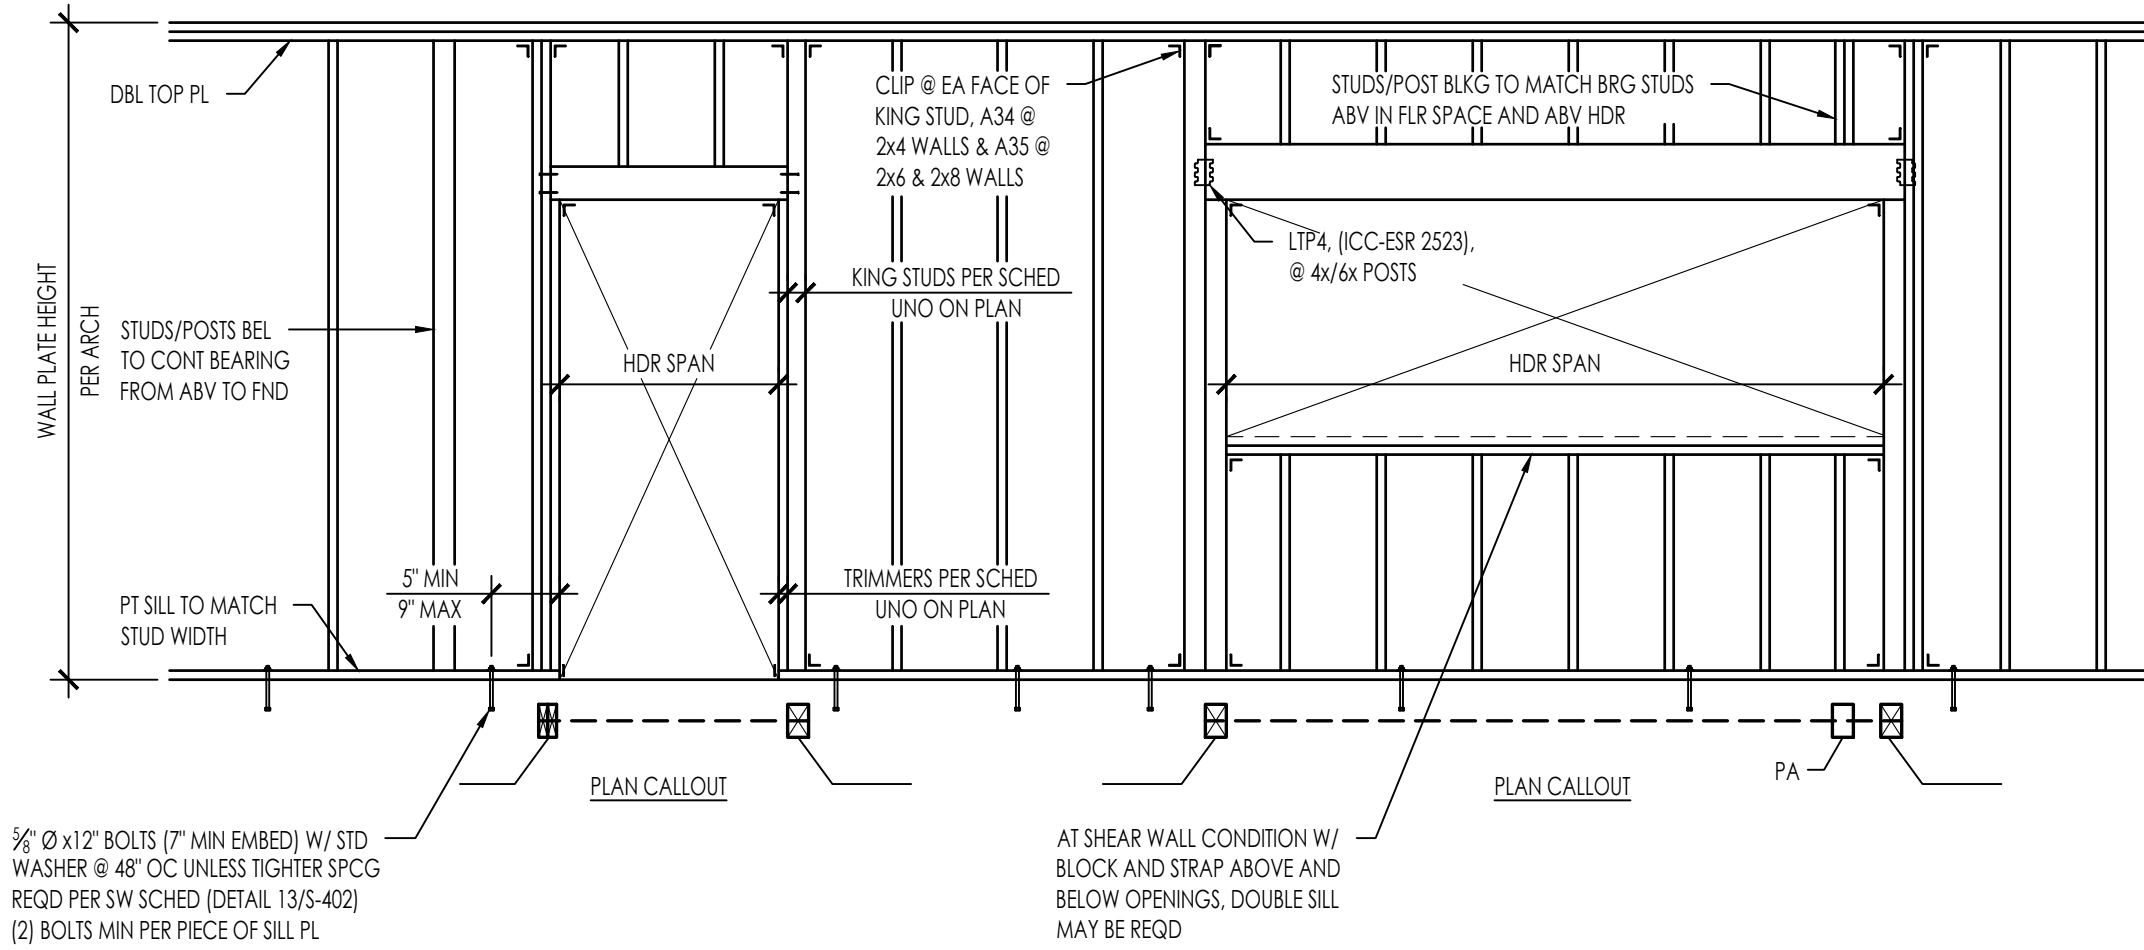 DBL TOP PL
CLIP @ EA FACE OF
KING STUD, A34 @
2x4 WALLS & A35 @
2x6 & 2x8 WALLS
STUDS/POST BLKG TO MATCH BRG STUDS
ABV IN FLR SPACE AND ABV HDR
LTP4, (ICC-ESR 2523),
@ 4x/6x POSTS
WALL PLATE HEIGHT
PER ARCH
STUDS/POSTS BEL
TO CONT BEARING
FROM ABV TO FND
KING STUDS PER SCHED
UNO ON PLAN
HDR SPAN
HDR SPAN
5" MIN
9" MAX
TRIMMERS PER SCHED
UNO ON PLAN
PT SILL TO MATCH
STUD WIDTH
PLAN CALLOUT
PLAN CALLOUT
PA
⅝" Ø x12" BOLTS (7" MIN EMBED) W/ STD
WASHER @ 48" OC UNLESS TIGHTER SPCG
REQD PER SW SCHED (DETAIL 13/S-402)
(2) BOLTS MIN PER PIECE OF SILL PL
AT SHEAR WALL CONDITION W/
BLOCK AND STRAP ABOVE AND
BELOW OPENINGS, DOUBLE SILL
MAY BE REQD